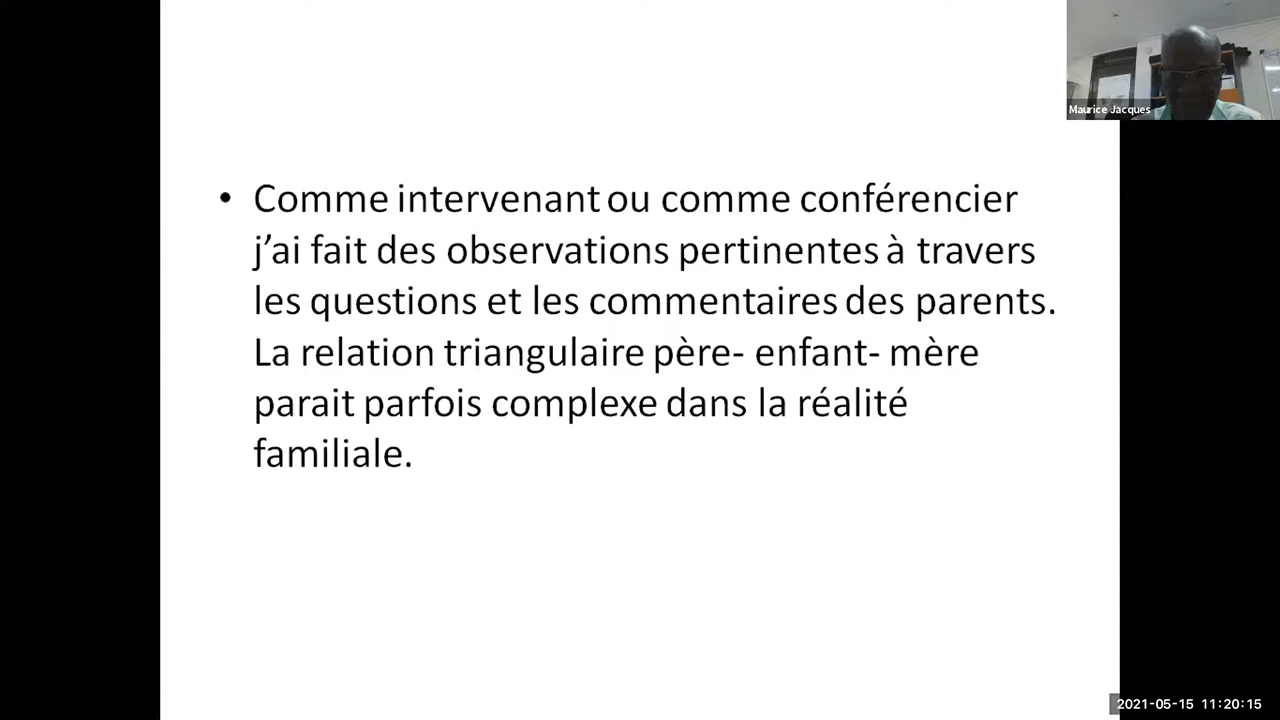 Maurice Jacques
• Comme intervenant ou comme conférencier
j’ai fait des observations pertinentes à travers
les questions et les commentaires des parents.
La relation triangulaire père- enfant- mère
parait parfois complexe dans la réalité
familiale.
2021-05-15 11:20:15